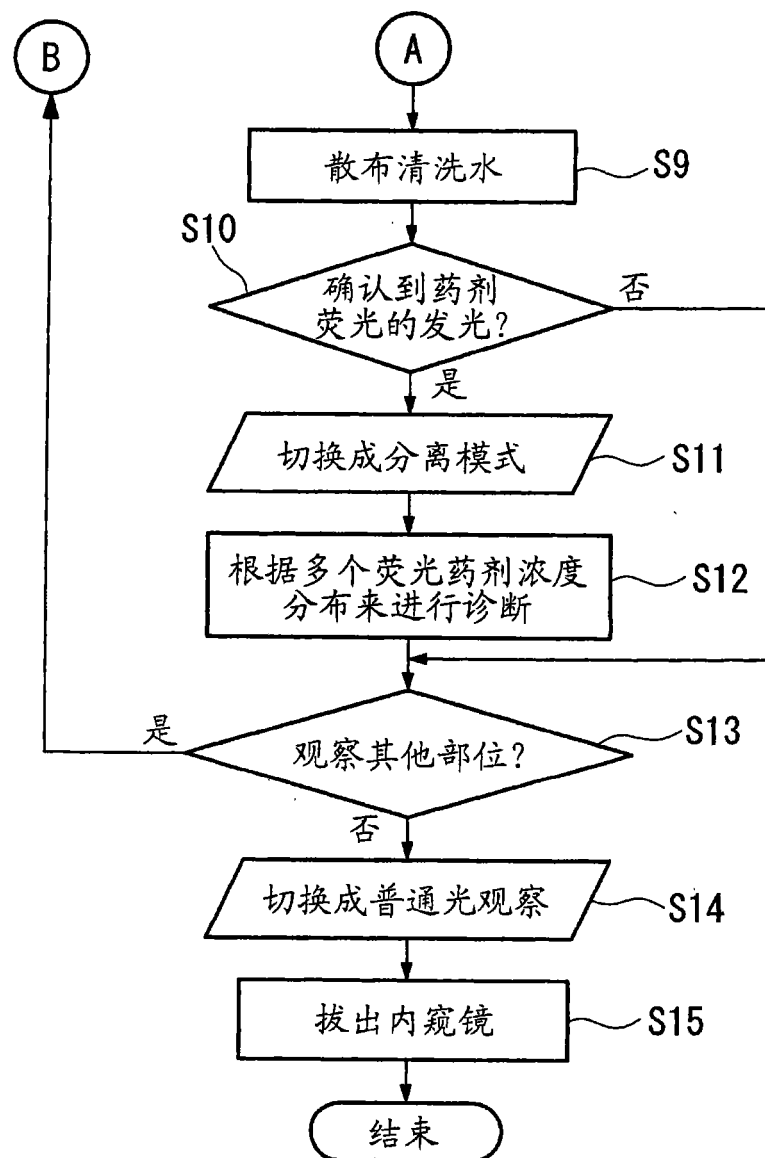 B
A
散布清洗水
S9
S10
确认到药剂
荧光的发光?
否
是
切换成分离模式
S11
根据多个荧光药剂浓度
分布来进行诊断
S12
是
观察其他部位?
S13
否
切换成普通光观察
S14
拔出内窥镜
S15
结束